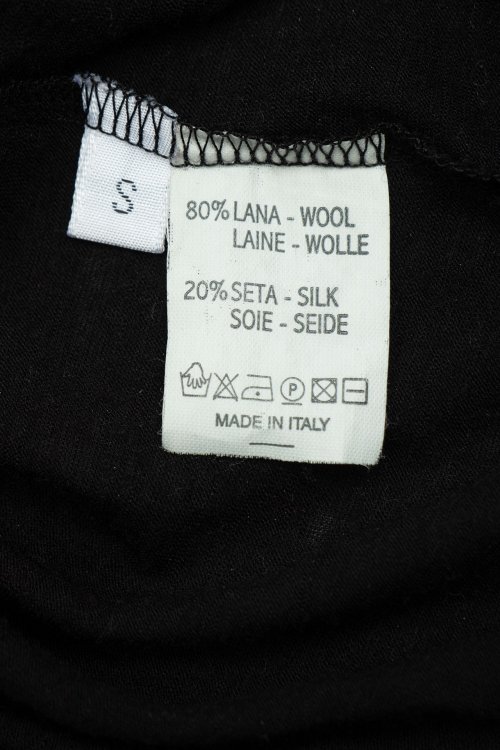 S
80% LANA - WOOL
LAINE - WOLLE
20% SETA - SILK
SOIE - SEIDE
P
MADE IN ITALY